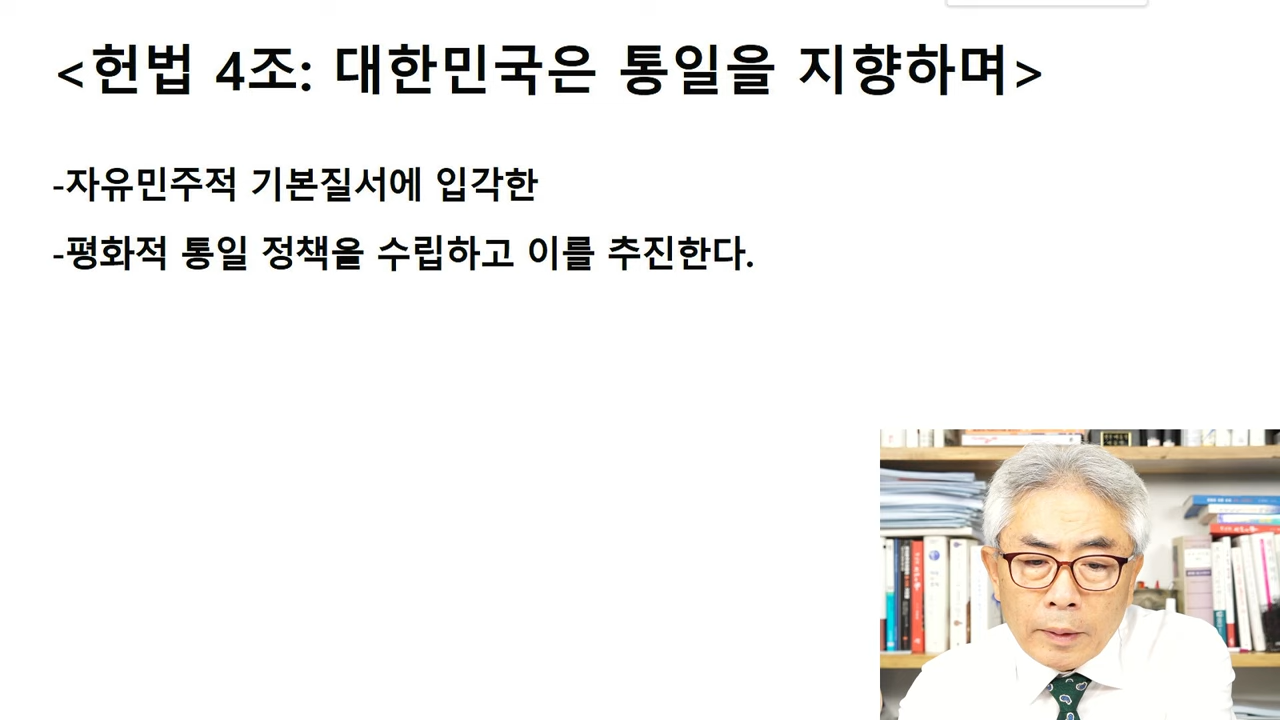 <헌법 4조: 대한민국은 통일을 지향하며>
-자유민주적 기본질서에 입각한
-평화적 통일 정책을 수립하고 이를 추진한다.